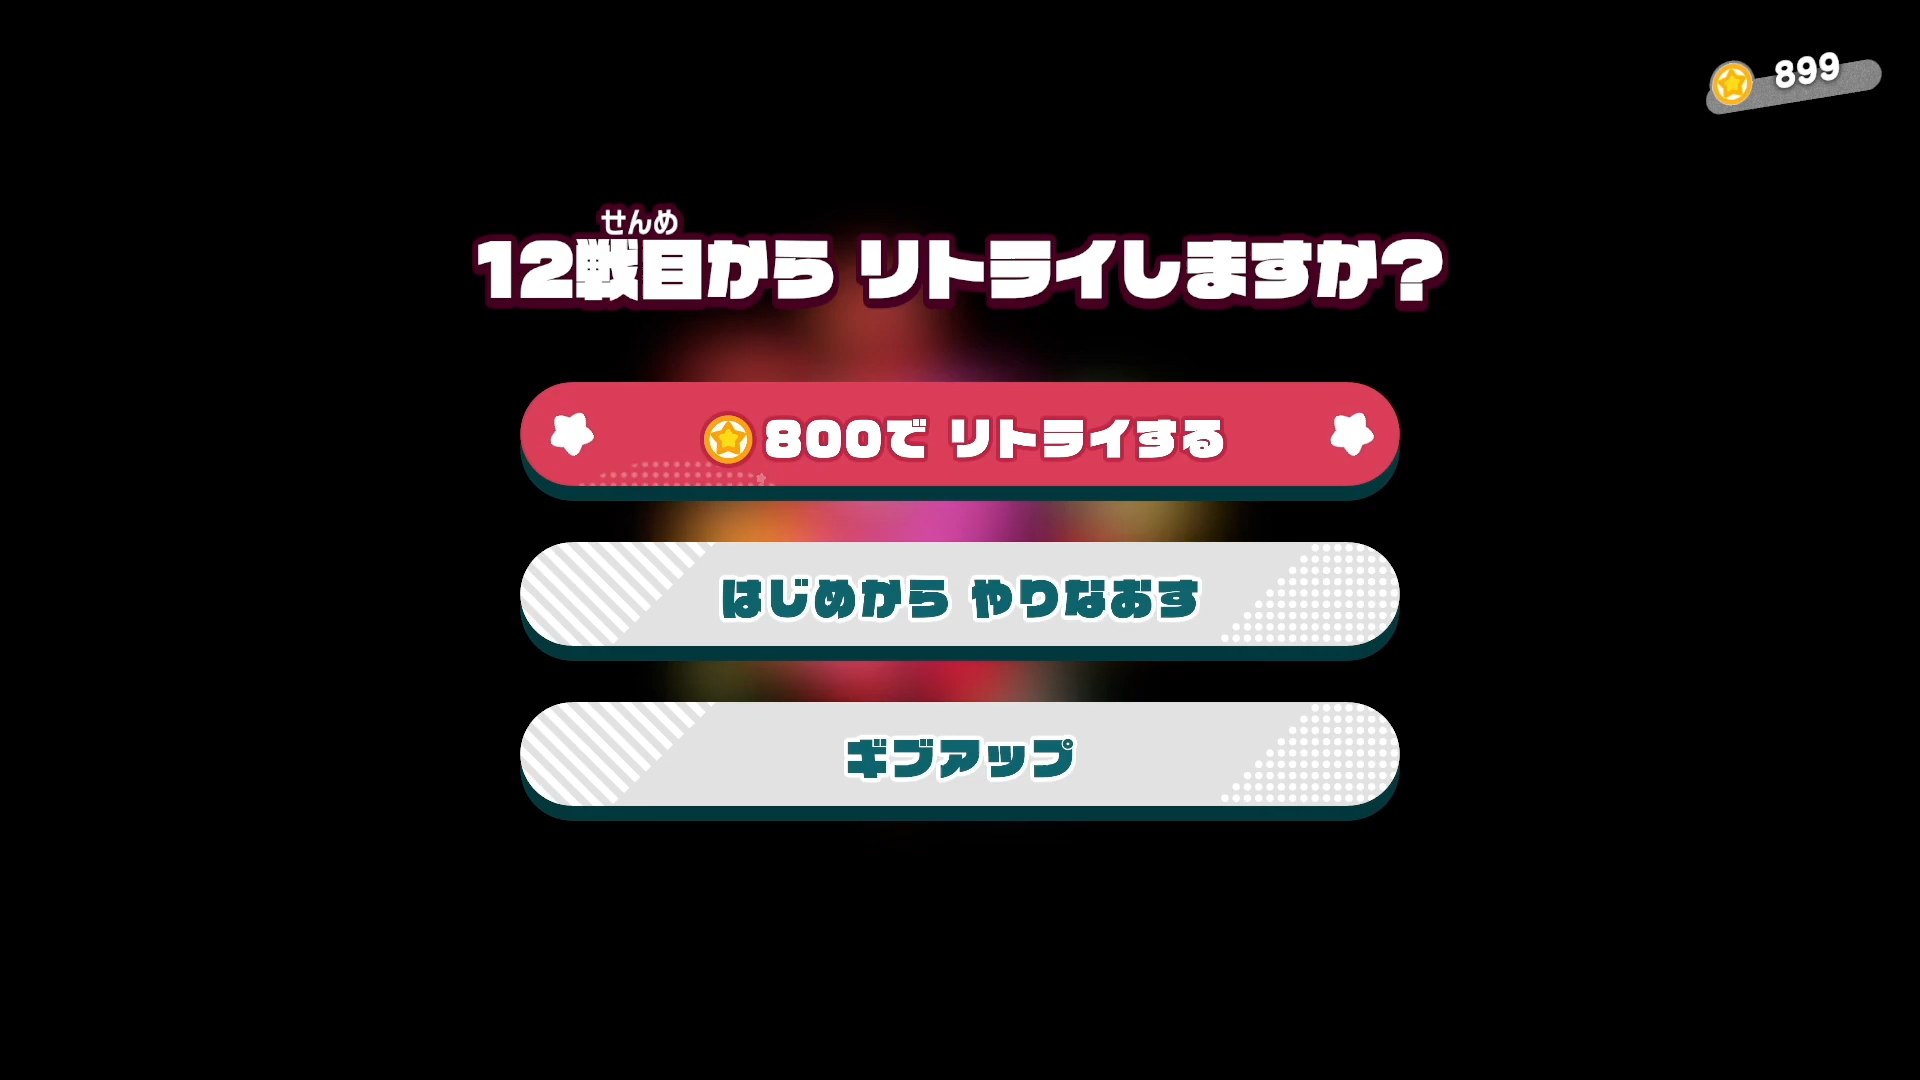 899
せんめ
12戦目から リトライしますか?
800で リトライする
はじめから やりなおす
ギブアップ